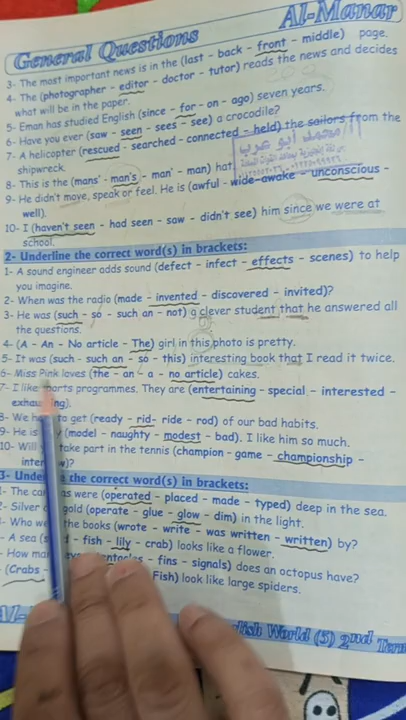 General Questions
Al-Manar
3- The most important news is in the (last - back - front - middle) page.
4- The (photographer - editor - doctor - tutor) reads the news and decides
what will be in the paper.
5- Eman has studied English (since - for - on - ago) seven years.
6- Have you ever (saw - seen - sees - see) a crocodile?
7- A helicopter (rescued - searched - connected - held) the sailors from the
shipwreck.
8- This is the (mans' - man's - man' - man) hat
9- He didn't move, speak or feel. He is (awful - wide-awake - unconscious -
well).
10- I (haven't seen - had seen - saw - didn't see) him since we were at
school.
2- Underline the correct word(s) in brackets:
1- A sound engineer adds sound (defect - infect - effects - scenes) to help
you imagine.
2- When was the radio (made - invented - discovered - invited)?
3- He was (such - so - such an - not) a clever student that he answered all
the questions.
4- (A - An - No article - The) girl in this photo is pretty.
5- It was (such - such an - so - this) interesting book that I read it twice.
6- Miss Pink loves (the - an - a - no article) cakes.
7- I like programmes. They are (entertaining - special - interested -
8- We to get (ready - rid - ride - rod) of our bad habits.
9- He is (model - naughty - modest - bad). I like him so much.
10- Will take part in the tennis (champion - game - championship -
3- the correct word(s) in brackets:
The were (operated - placed - made - typed) deep in the sea.
Silver gold (operate - glue - glow - dim) in the light.
Who the books (wrote - write - was written - written) by?
A sea - fish - lily - crab) looks like a flower.
How - fins - signals) does an octopus have?
(Crabs - Fish) look like large spiders.
World (5) 2nd Term